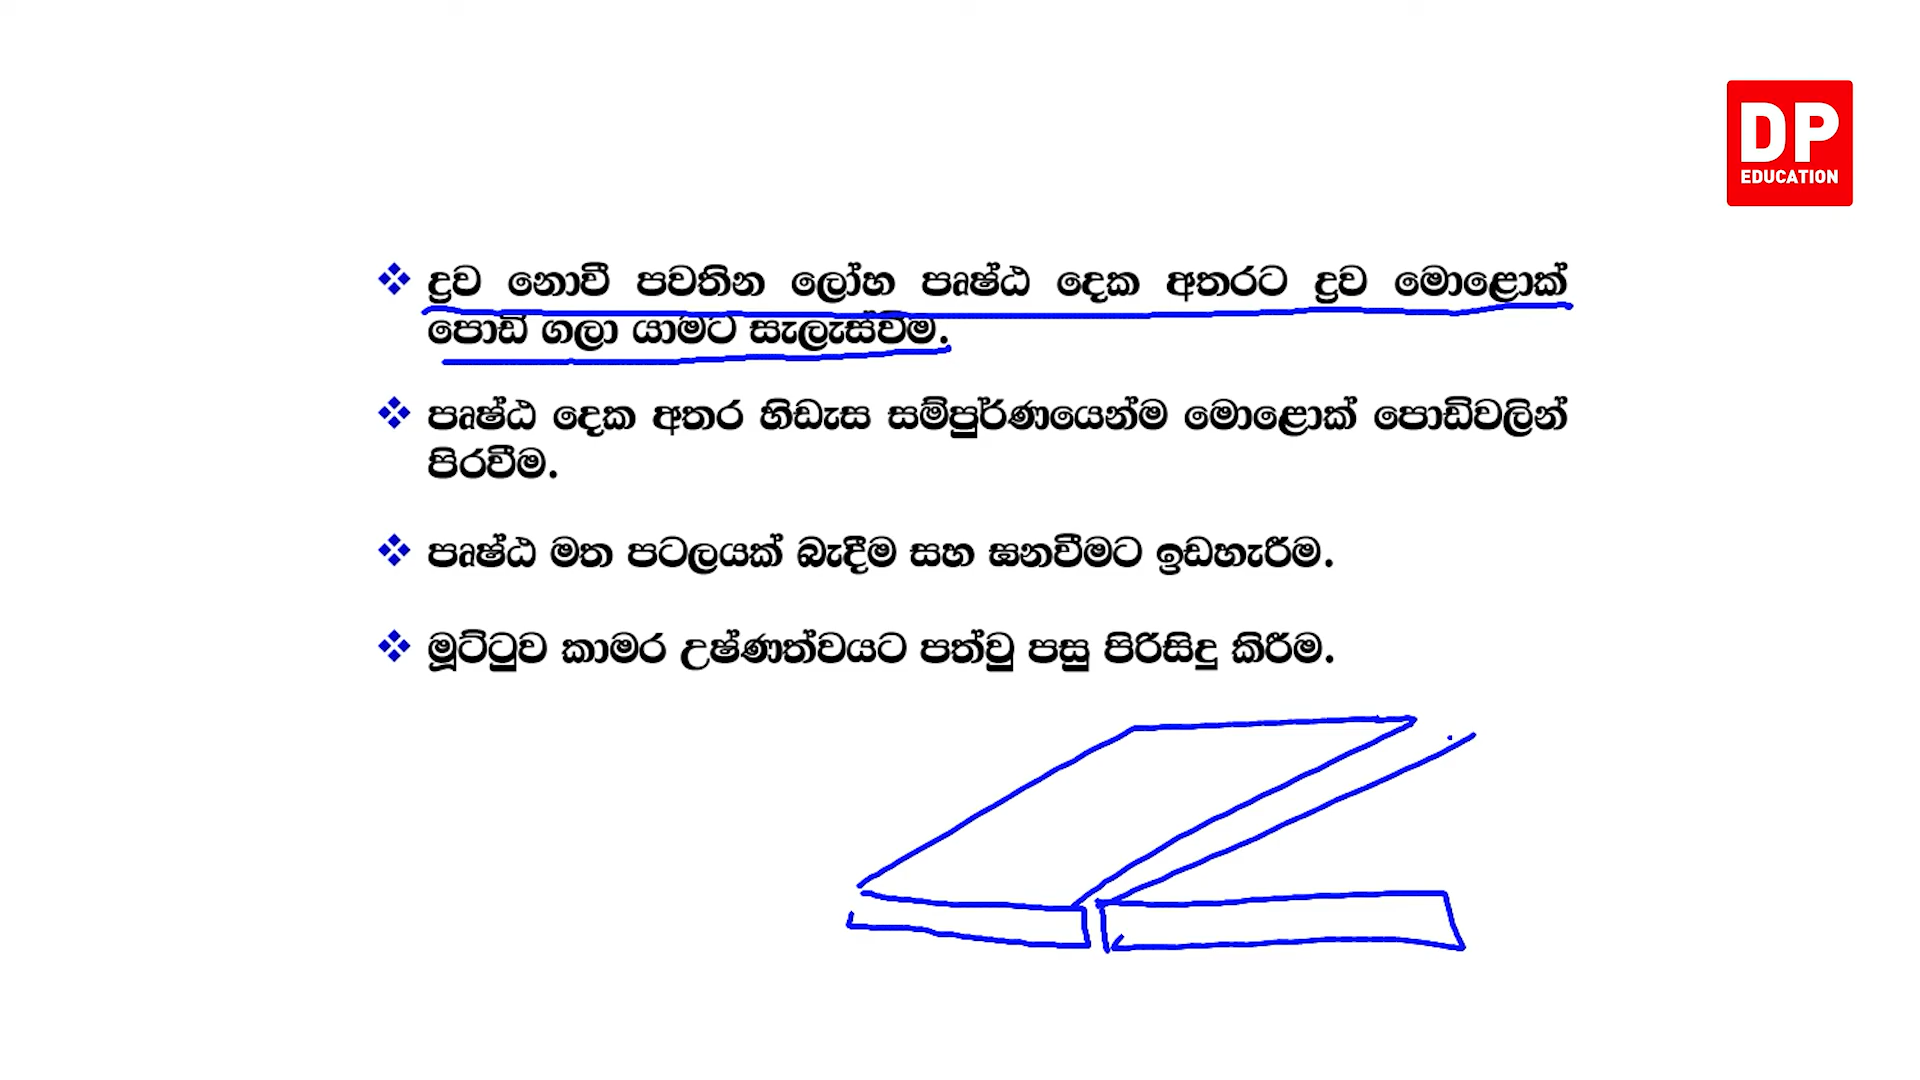 DP
EDUCATION
ද්‍රව නොවී පවතින ලෝහ පෘෂ්ඨ දෙක අතරට ද්‍රව මොළොක්
පොඩි ගලා යාමට සැලැස්වීම.
පෘෂ්ඨ දෙක අතර හිඩැස සම්පුර්ණයෙන්ම මොළොක් පොඩිවලින්
පිරවීම.
පෘෂ්ඨ මත පටලයක් බැදීම සහ ඝනවීමට ඉඩහැරීම.
මූට්ටුව කාමර උෂ්ණත්වයට පත්වු පසු පිරිසිදු කිරීම.